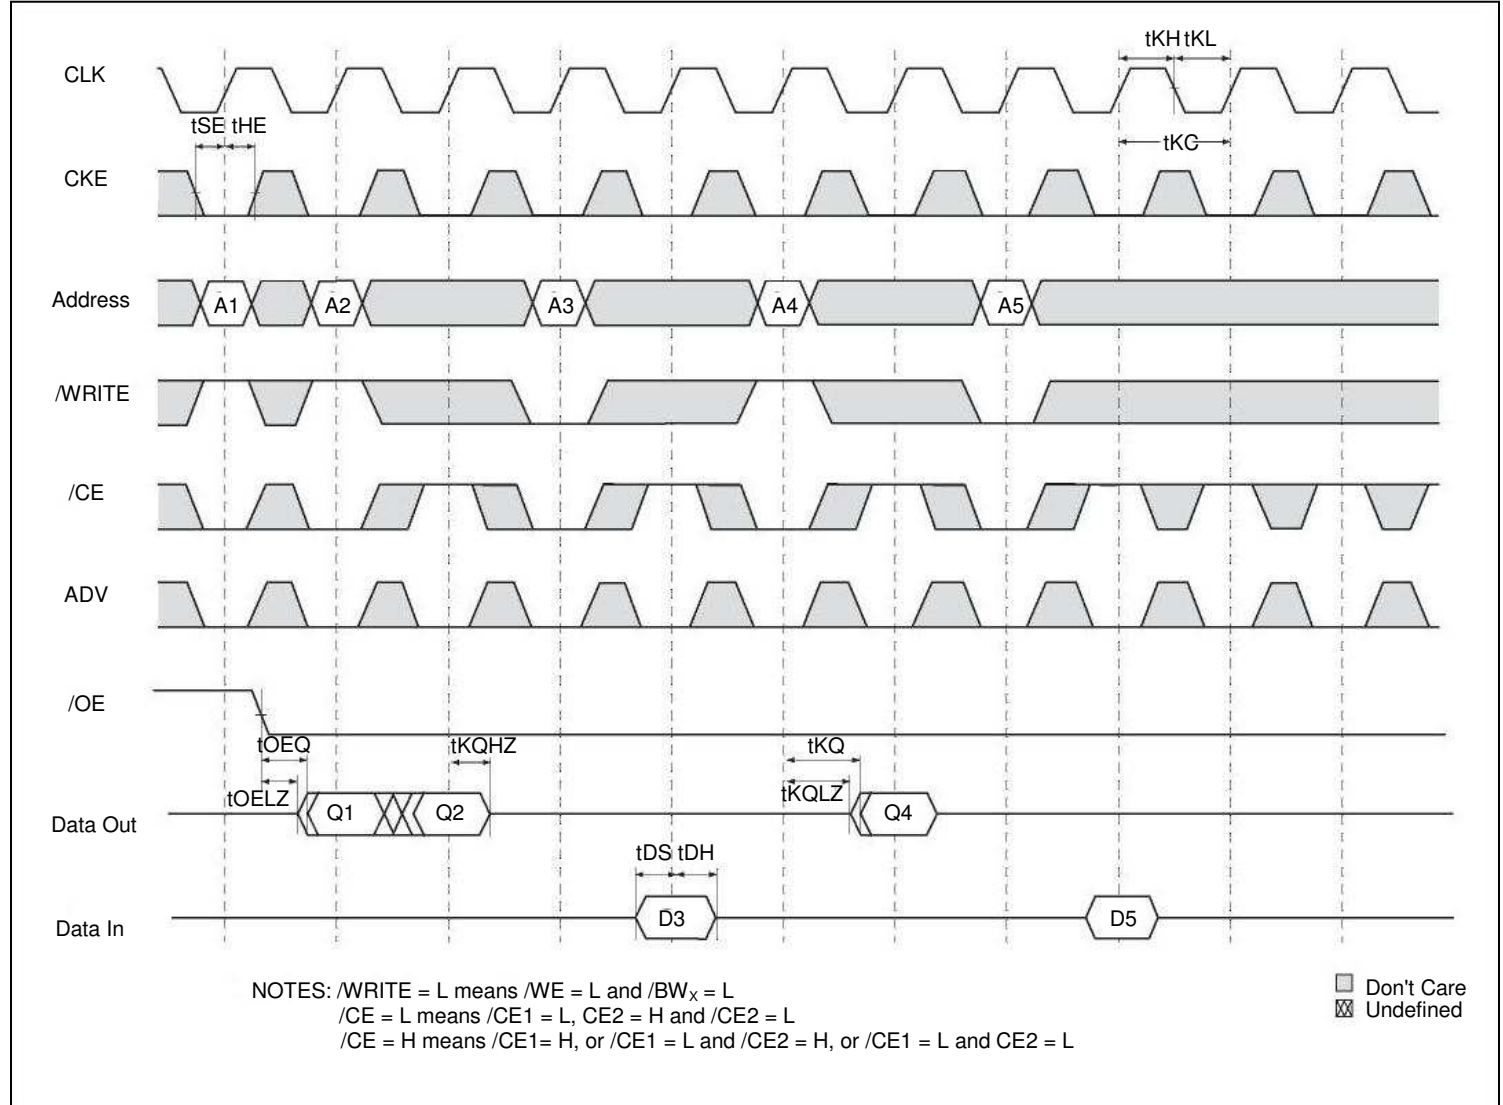 tKH tKL
CLK
tSE tHE
tKC
CKE
Address
A1
A2
A3
A4
A5
/WRITE
/CE
ADV
/OE
tOEQ
tKQHZ
tKQ
tOELZ
tKQLZ
Q1
Q2
Q4
Data Out
tDS tDH
D3
D5
Data In
NOTES: /WRITE = L means /WE = L and /BWX = L
/CE = L means /CE1 = L, CE2 = H and /CE2 = L
/CE = H means /CE1= H, or /CE1 = L and /CE2 = H, or /CE1 = L and CE2 = L
Don't Care
Undefined